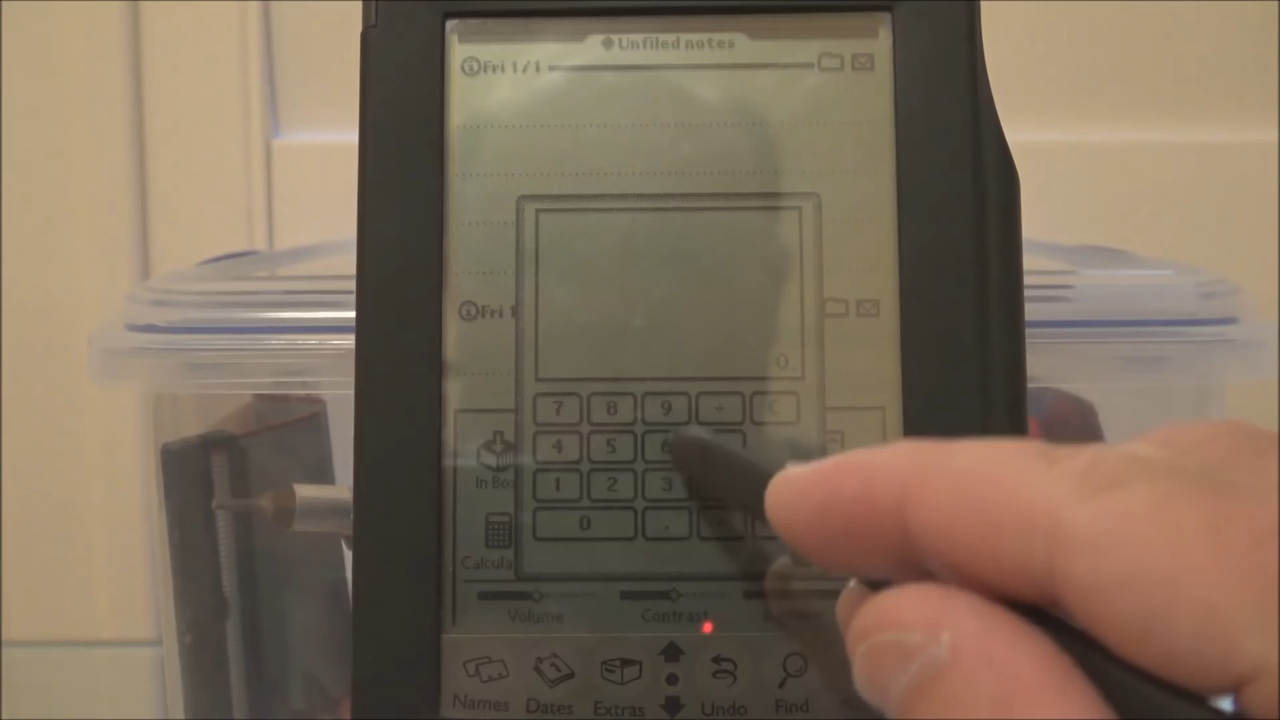 Unfiled notes
Fri 1/1
Fri
0
7 8 9 ÷ C
4 5 6
1 2 3
0 .
In Bo
Calcula
Volume Contrast
Names Dates Extras Undo Find